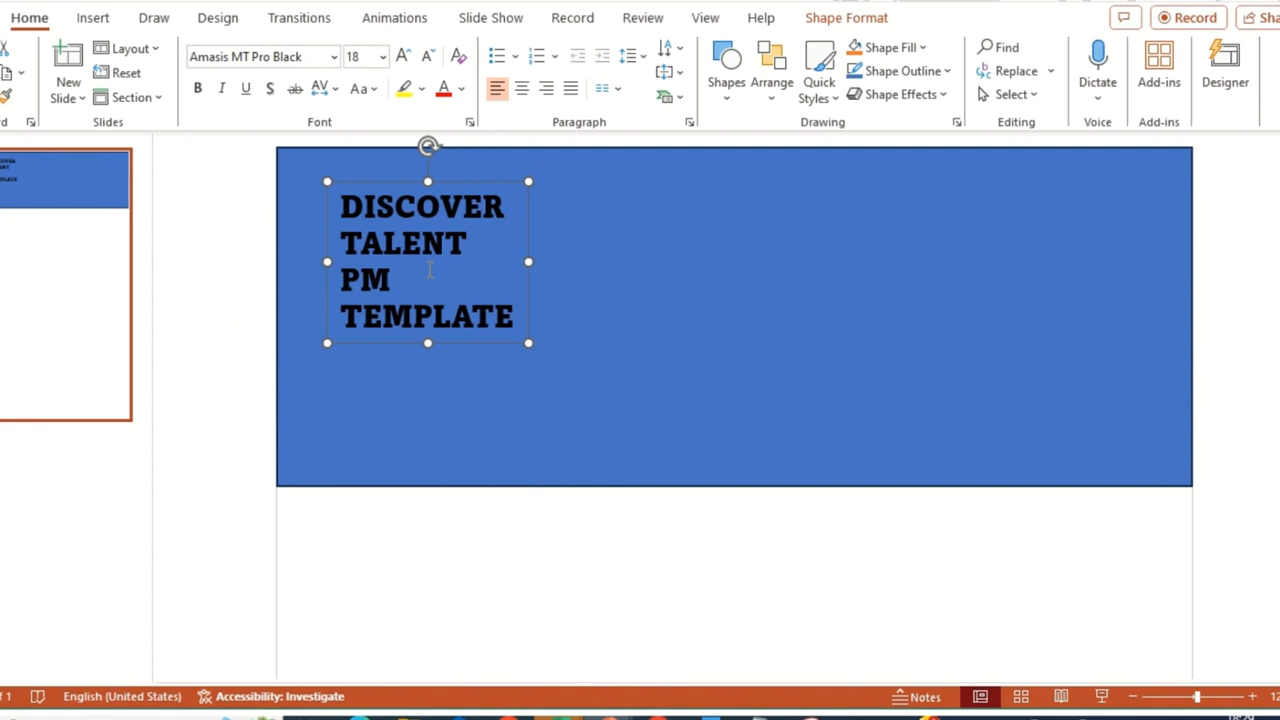 Home Insert Draw Design Transitions Animations Slide Show Record Review View Help Shape Format Record
New Slide
Layout
Reset
Section
Slides
Amasis MT Pro Black 18
B I U S ab AV Aa A
Font
Paragraph
Shapes
Arrange
Quick Styles
Shape Fill
Shape Outline
Shape Effects
Drawing
Find
Replace
Select
Editing
Dictate
Voice
Add-ins
Add-ins
Designer
DISCOVER
TALENT
PM
TEMPLATE
English (United States) Accessibility: Investigate Notes